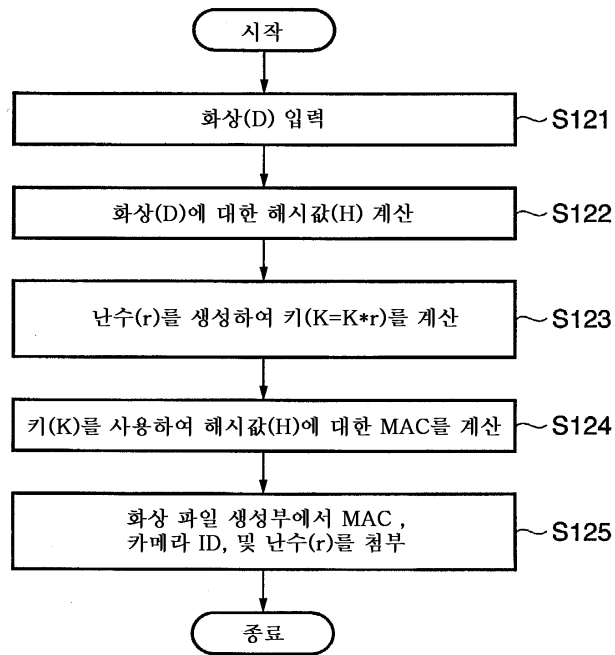 시작
화상(D) 입력
S121
화상(D)에 대한 해시값(H) 계산
S122
난수(r)를 생성하여 키(K=K*r)를 계산
S123
키(K)를 사용하여 해시값(H)에 대한 MAC를 계산
S124
화상 파일 생성부에서 MAC ,
카메라 ID, 및 난수(r)를 첨부
S125
종료